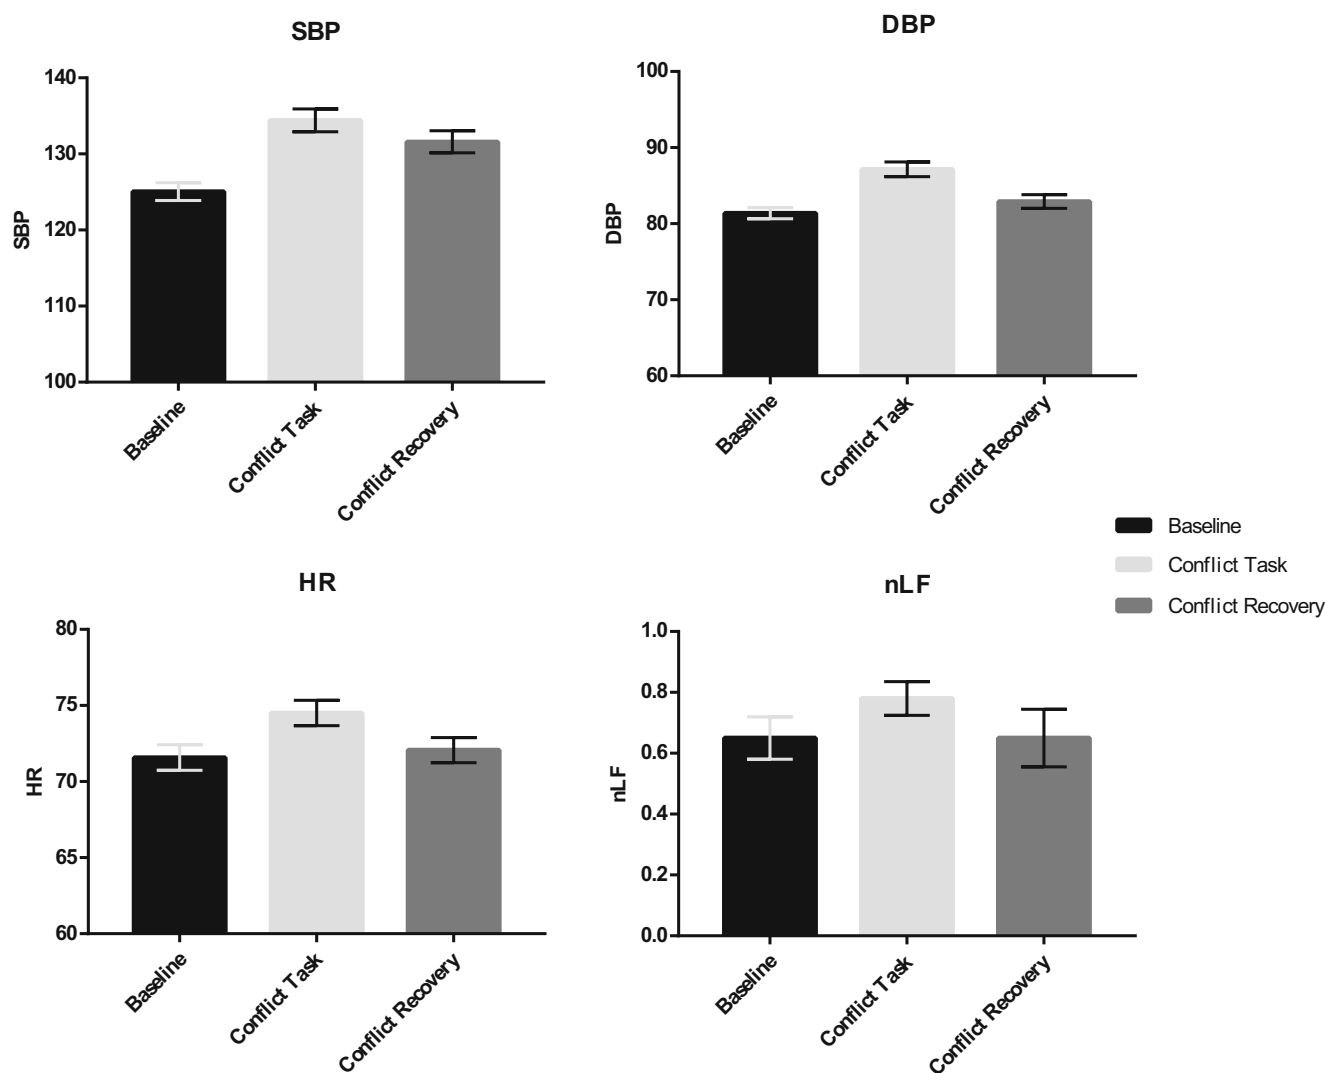 SBP
140
130
120
110
100
SBP
Baseline
Conflict Task
Conflict Recovery
DBP
100
90
80
70
60
DBP
Baseline
Conflict Task
Conflict Recovery
Baseline
Conflict Task
Conflict Recovery
HR
80
75
70
65
60
HR
Baseline
Conflict Task
Conflict Recovery
nLF
1.0
0.8
0.6
0.4
0.2
0.0
nLF
Baseline
Conflict Task
Conflict Recovery